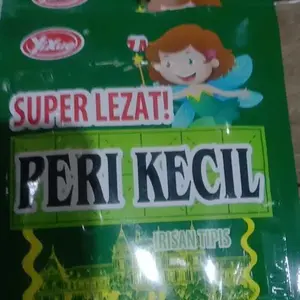 SUPER LEZAT!
PERI KECIL
IRISAN TIPIS